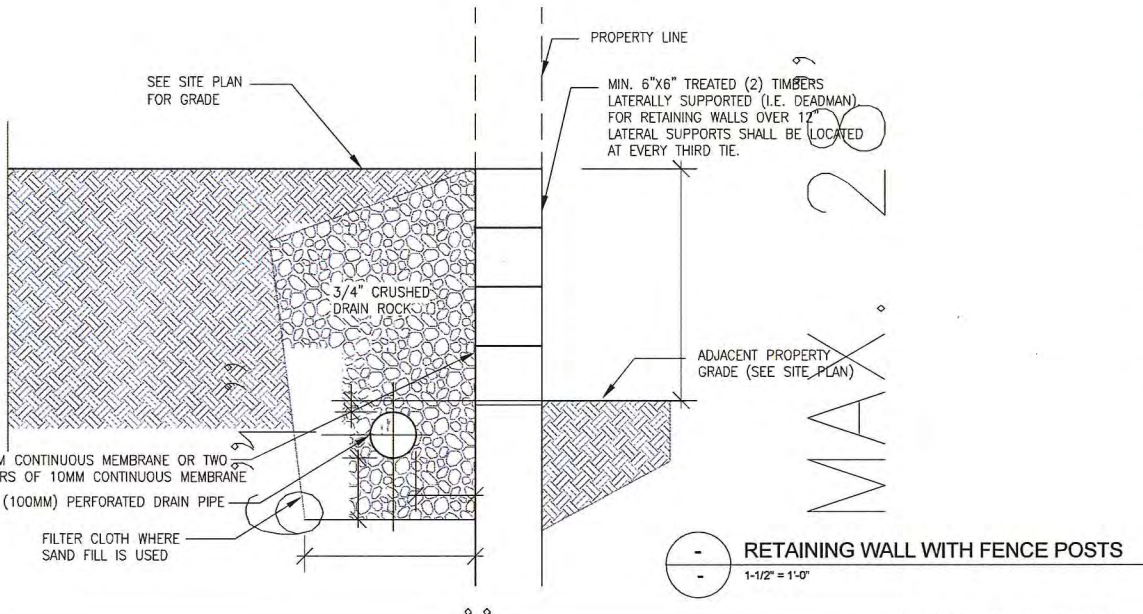 PROPERTY LINE
SEE SITE PLAN
FOR GRADE
MIN. 6"X6" TREATED (2) TIMBERS
LATERALLY SUPPORTED (I.E. DEADMAN).
FOR RETAINING WALLS OVER 12"
LATERAL SUPPORTS SHALL BE LOCATED
AT EVERY THIRD TIE.
MAX. 28"
3/4" CRUSHED
DRAIN ROCK
ADJACENT PROPERTY
GRADE (SEE SITE PLAN)
M CONTINUOUS MEMBRANE OR TWO
RS OF 10MM CONTINUOUS MEMBRANE
(100MM) PERFORATED DRAIN PIPE
FILTER CLOTH WHERE
SAND FILL IS USED
-
-
RETAINING WALL WITH FENCE POSTS
1-1/2" = 1'-0"